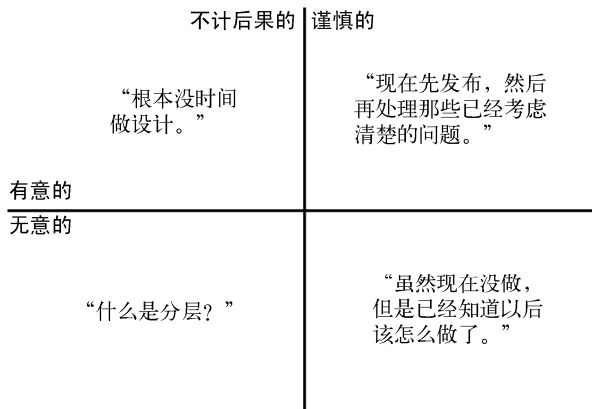 不计后果的
谨慎的
“根本没时间
做设计。”
“现在先发布，然后
再处理那些已经考虑
清楚的问题。”
有意的
无意的
“什么是分层？”
“虽然现在没做，
但是已经知道以后
该怎么做了。”